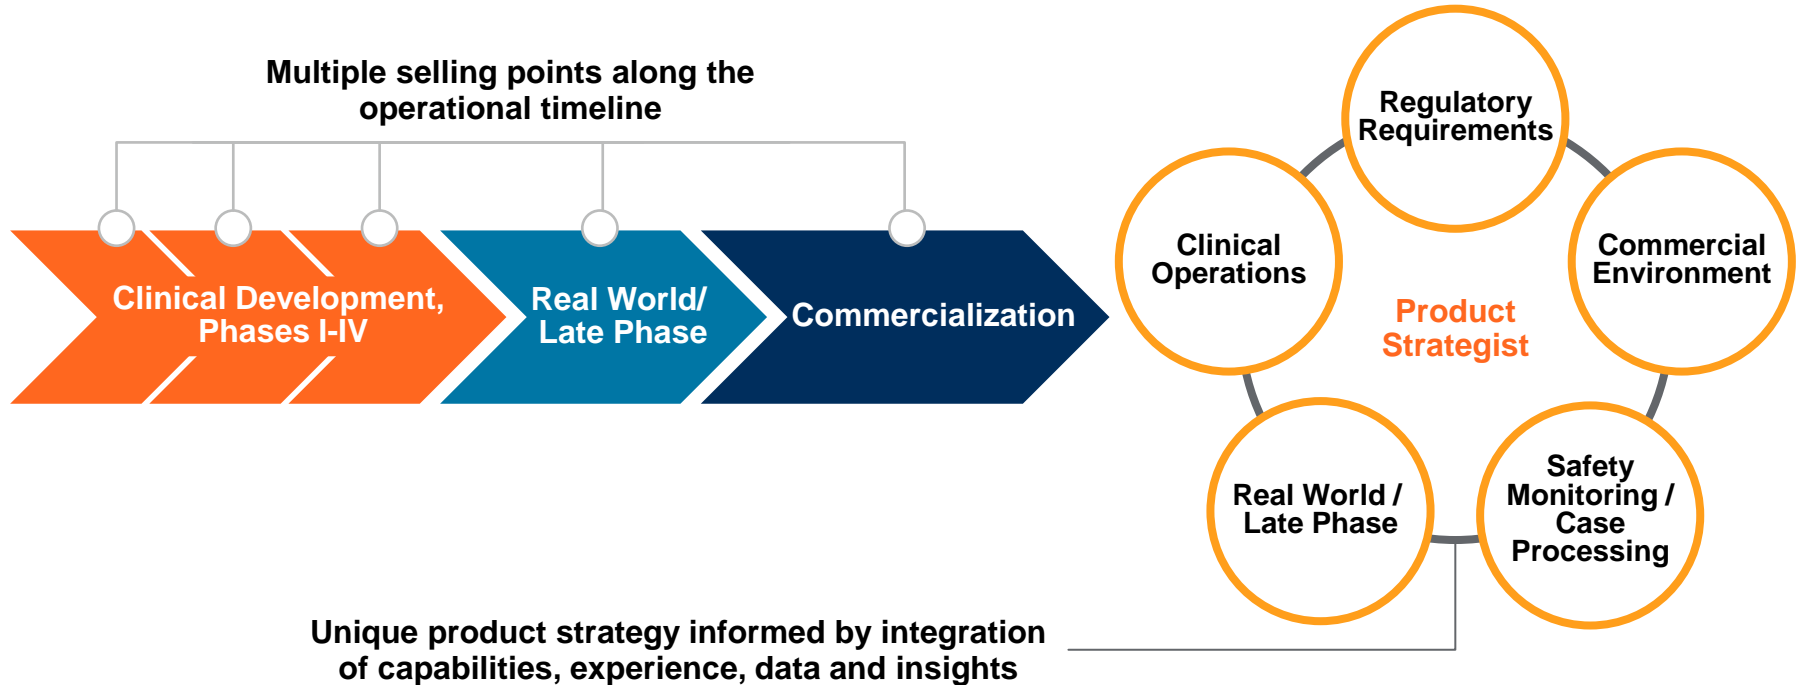 Multiple selling points along the
operational timeline
Clinical Development,
Phases I-IV
Real World/
Late Phase
Commercialization
Regulatory
Requirements
Clinical
Operations
Commercial
Environment
Product
Strategist
Real World /
Late Phase
Safety
Monitoring /
Case
Processing
Unique product strategy informed by integration
of capabilities, experience, data and insights